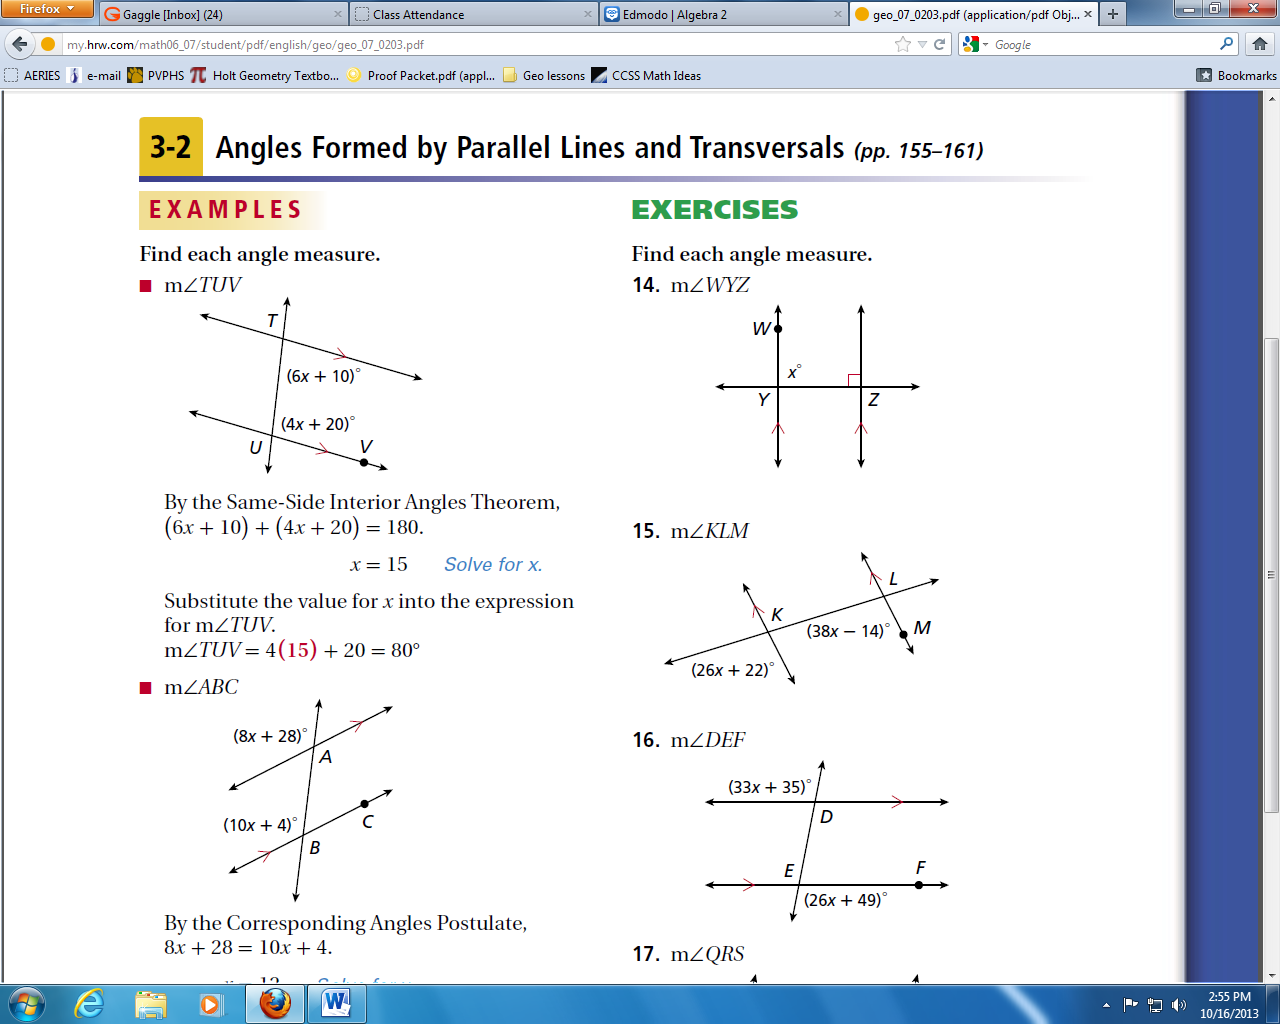 Firefox
Gaggle [Inbox] (24)
Class Attendance
Edmodo | Algebra 2
geo_07_0203.pdf (application/pdf Obj...
my.hrw.com/math06_07/student/pdf/english/geo/geo_07_0203.pdf
Google
AERIES
e-mail
PVPHS
Holt Geometry Textbo...
Proof Packet.pdf (appl...
Geo lessons
CCSS Math Ideas
Bookmarks
3-2 Angles Formed by Parallel Lines and Transversals (pp. 155–161)
EXAMPLES
Find each angle measure.
m∠TUV
T
(6x + 10)°
(4x + 20)°
U
V
By the Same-Side Interior Angles Theorem,
(6x + 10) + (4x + 20) = 180.
x = 15 Solve for x.
Substitute the value for x into the expression
for m∠TUV.
m∠TUV = 4(15) + 20 = 80°
m∠ABC
(8x + 28)°
A
(10x + 4)°
C
B
By the Corresponding Angles Postulate,
8x + 28 = 10x + 4.
EXERCISES
Find each angle measure.
14. m∠WYZ
W
x°
Y
Z
15. m∠KLM
L
K
(38x − 14)°
M
(26x + 22)°
16. m∠DEF
(33x + 35)°
D
E
F
(26x + 49)°
17. m∠QRS
2:55 PM
10/16/2013